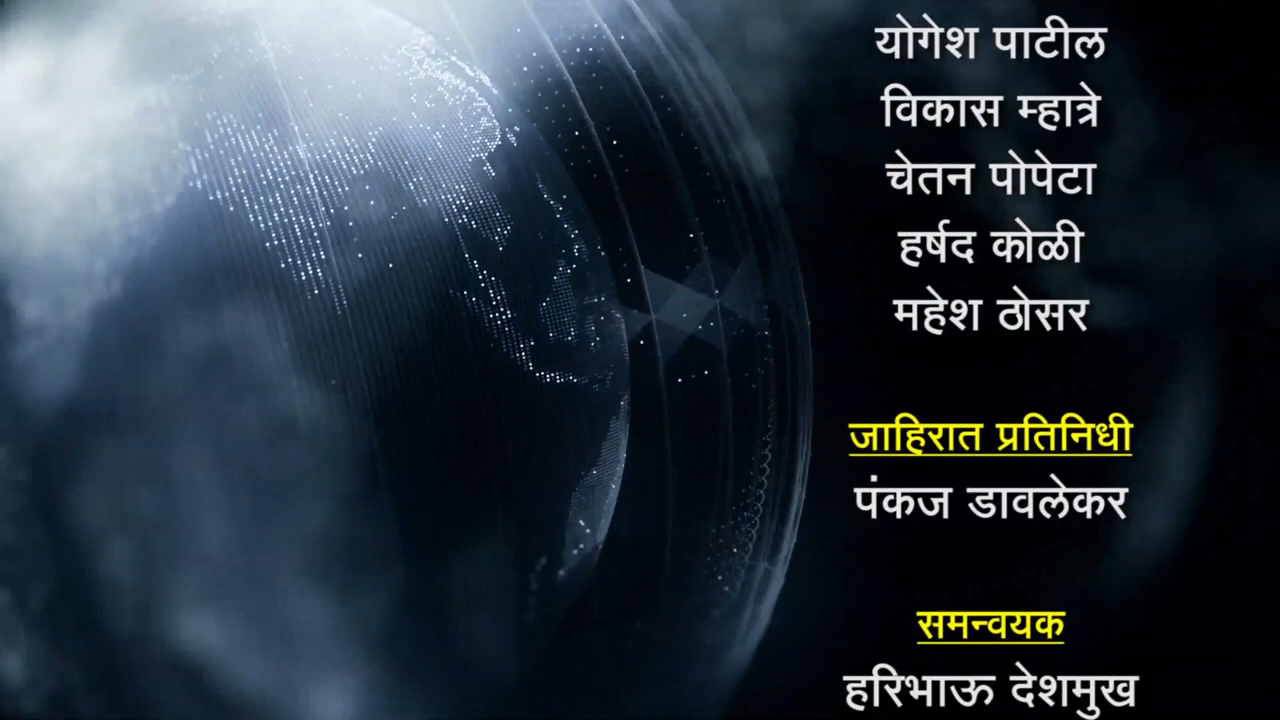 योगेश पाटील
विकास म्हात्रे
चेतन पोपेटा
हर्षद कोळी
महेश ठोसर
जाहिरात प्रतिनिधी
पंकज डावलेकर
समन्वयक
हरिभाऊ देशमुख